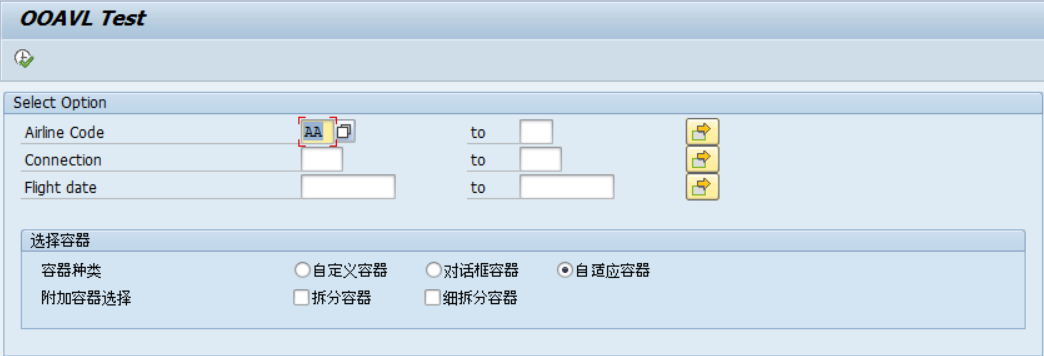 OOAVL Test
Select Option
Airline Code AA to
Connection to
Flight date to
选择容器
容器种类 自定义容器 对话框容器 自适应容器
附加容器选择 拆分容器 细拆分容器